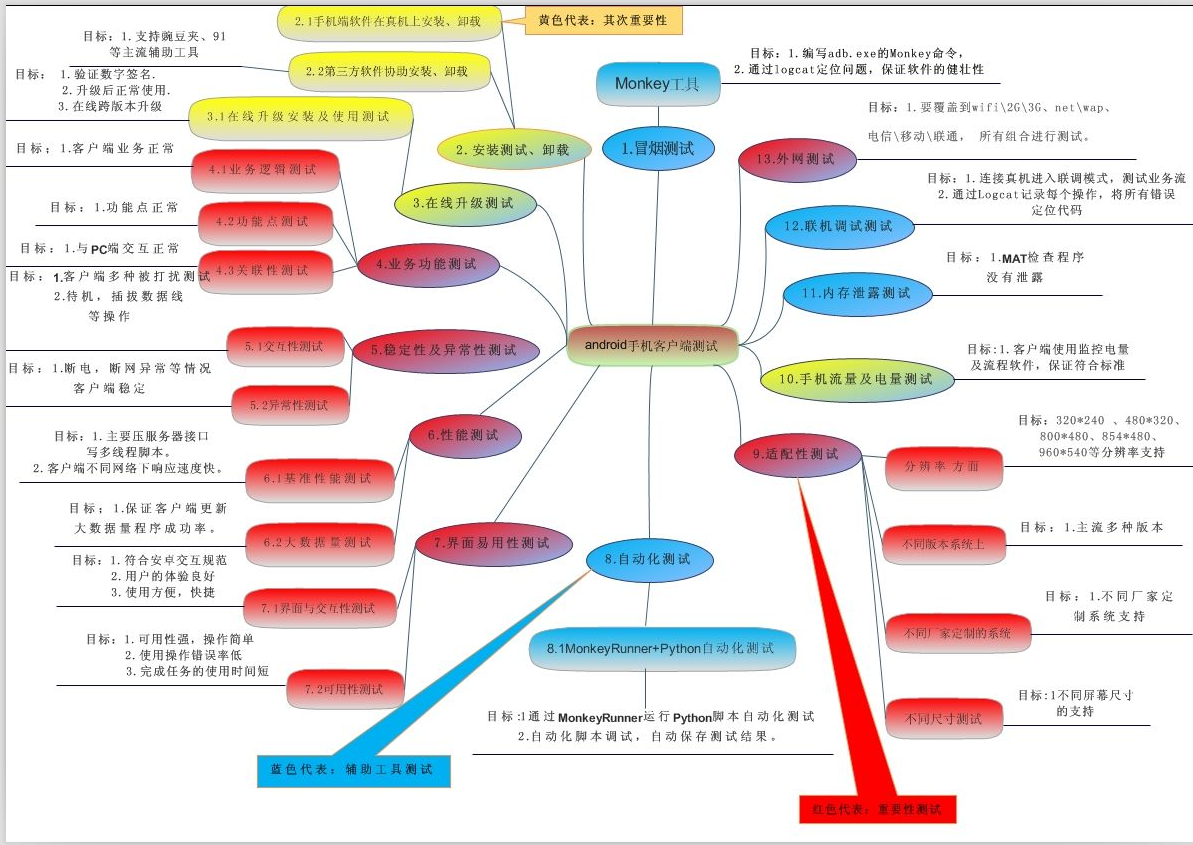 android手机客户端测试
Monkey工具
目标：1.编写adb.exe的Monkey命令，
2.通过logcat定位问题，保证软件的健壮性
1.冒烟测试
黄色代表：其次重要性
2.1手机端软件在真机上安装、卸载
目标：1.支持豌豆夹、91
等主流辅助工具
2.2第三方软件协助安装、卸载
2.安装测试、卸载
目标： 1.验证数字签名.
2.升级后正常使用.
3.在线跨版本升级
3.1在线升级安装及使用测试
3.在线升级测试
目标；1.客户端业务正常
4.1业务逻辑测试
目标：1.功能点正常
4.2功能点测试
目标：1.与PC端交互正常
4.3关联性测试
4.业务功能测试
目标：1.客户端多种被打扰测试
2.待机，插拔数据线
等操作
5.1交互性测试
5.稳定性及异常性测试
目标：1.断电，断网异常等情况
客户端稳定
5.2异常性测试
目标；1.主要压服务器接口
写多线程脚本。
2.客户端不同网络下响应速度快。
6.1基准性能测试
6.性能测试
目标；1.保证客户端更新
大数据量程序成功率。
6.2大数据量测试
目标：1.符合安卓交互规范
2.用户的体验良好
3.使用方便，快捷
7.1界面与交互性测试
7.界面易用性测试
目标：1.可用性强，操作简单
2.使用操作错误率低
3.完成任务的使用时间短
7.2可用性测试
8.自动化测试
8.1MonkeyRunner+Python自动化测试
目标:1通过MonkeyRunner运行Python脚本自动化测试
2.自动化脚本调试，自动保存测试结果。
蓝色代表：辅助工具测试
目标：1.要覆盖到wifi\2G\3G、net\wap、
电信\移动\联通， 所有组合进行测试。
13.外网测试
目标：1.连接真机进入联调模式，测试业务流
2.通过Logcat记录每个操作，将所有错误
定位代码
12.联机调试测试
目标：1.MAT检查程序
没有泄露
11.内存泄露测试
目标:1.客户端使用监控电量
及流程软件，保证符合标准
10.手机流量及电量测试
9.适配性测试
目标：320*240 、480*320、
800*480、854*480、
960*540等分辨率支持
分辨率方面
目标：1.主流多种版本
不同版本系统上
目标：1.不同厂家定
制系统支持
不同厂家定制的系统
目标:1不同屏幕尺寸
的支持
不同尺寸测试
红色代表：重要性测试